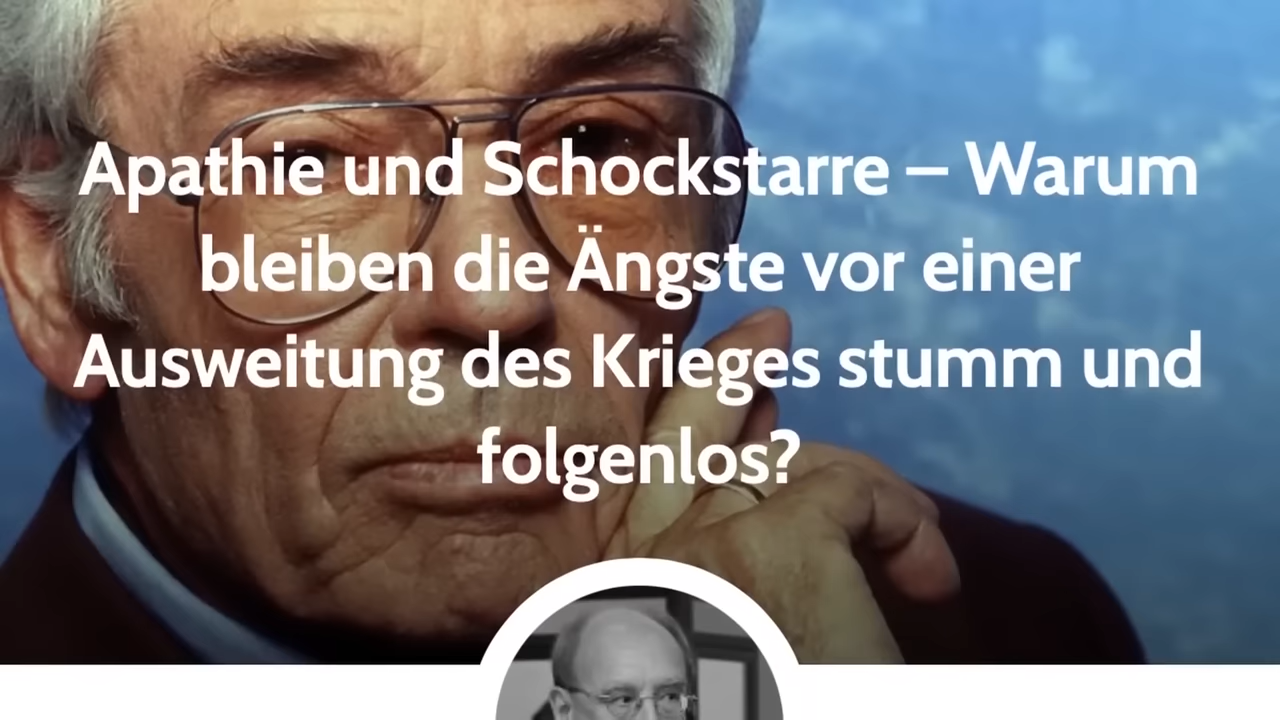 Apathie und Schockstarre – Warum
bleiben die Ängste vor einer
Ausweitung des Krieges stumm und
folgenlos?